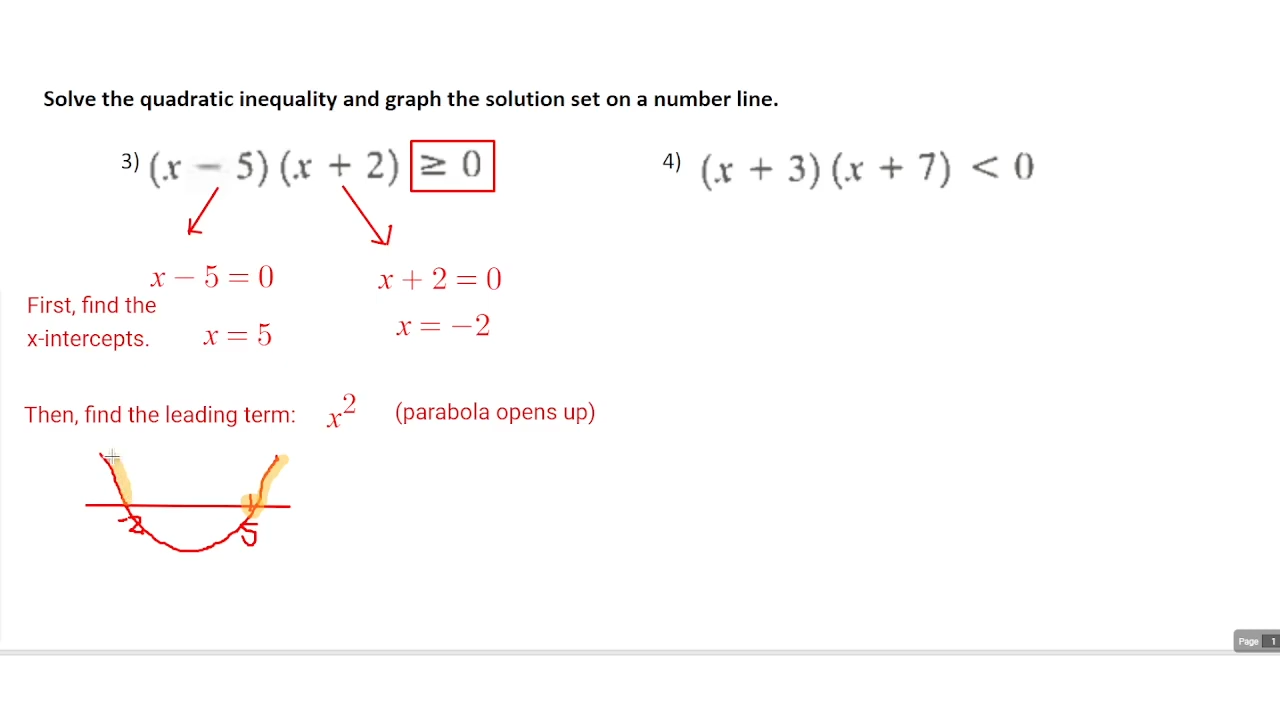 Solve the quadratic inequality and graph the solution set on a number line.
3) (x − 5)(x + 2) ≥ 0
4) (x + 3)(x + 7) < 0
x − 5 = 0
x + 2 = 0
First, find the
x-intercepts.
x = 5
x = −2
Then, find the leading term: x² (parabola opens up)
-2 5
Page 1